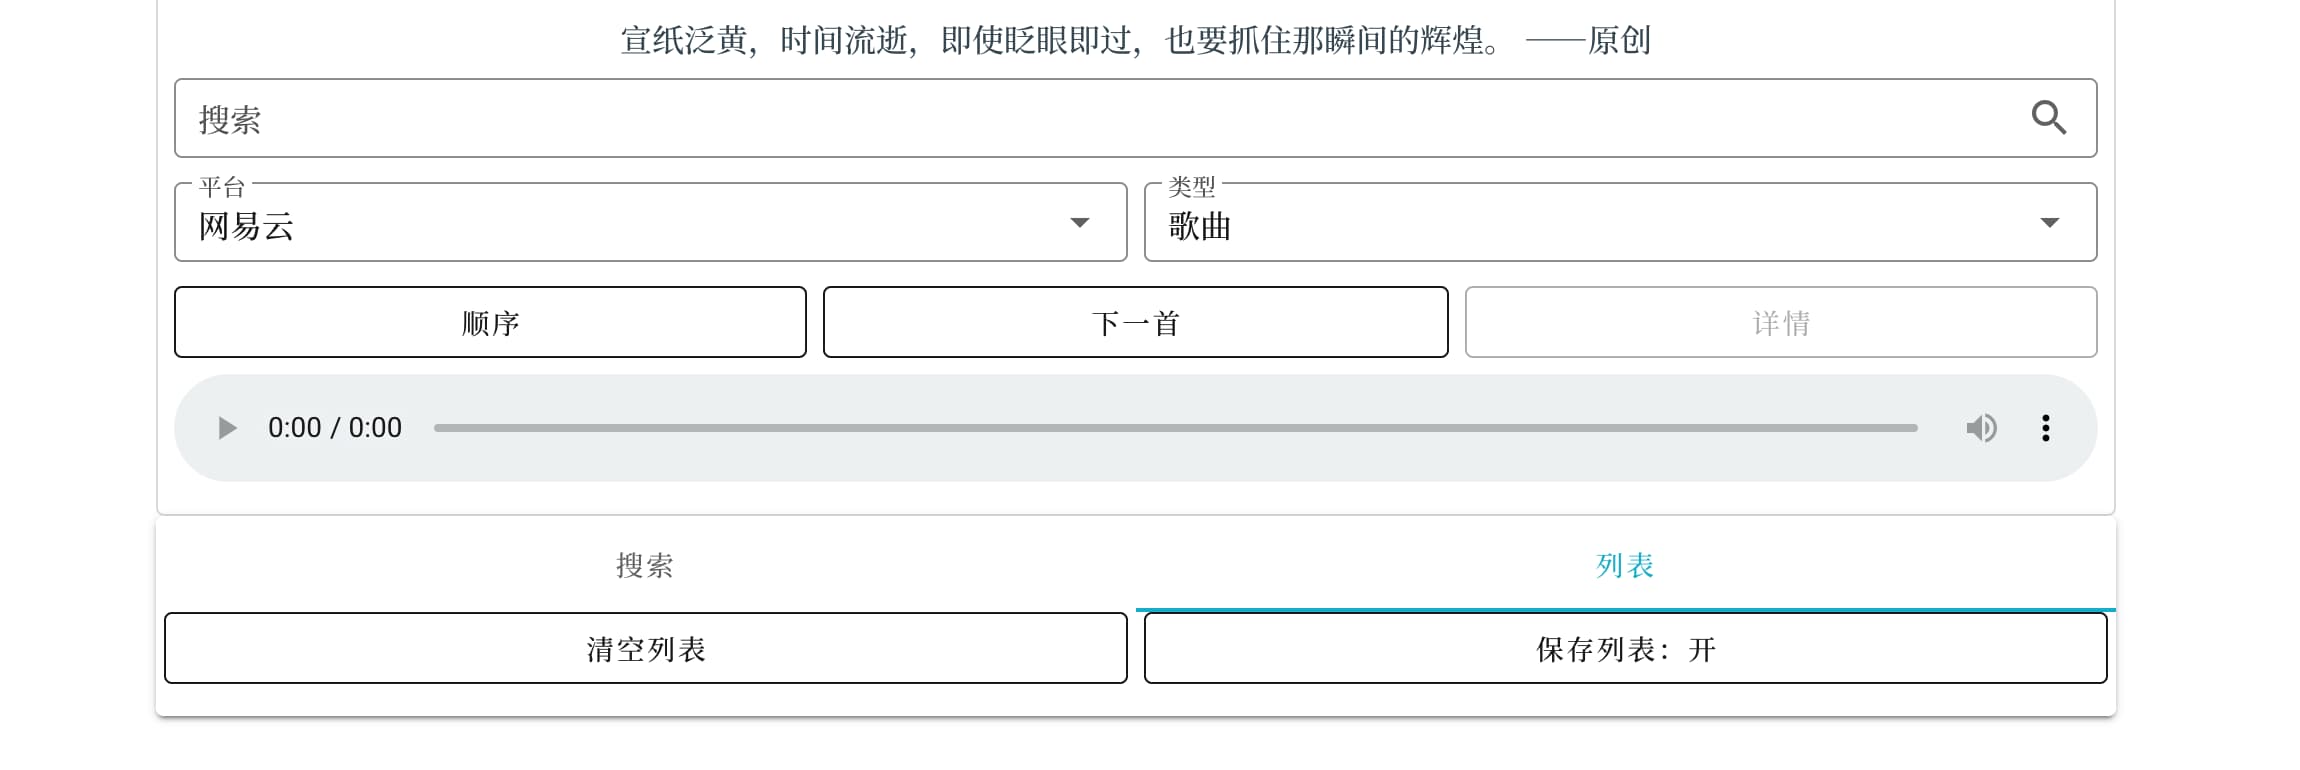 宣纸泛黄，时间流逝，即使眨眼即过，也要抓住那瞬间的辉煌。 ——原创
搜索
平台
网易云
类型
歌曲
顺序
下一首
详情
0:00 / 0:00
搜索
列表
清空列表
保存列表：开